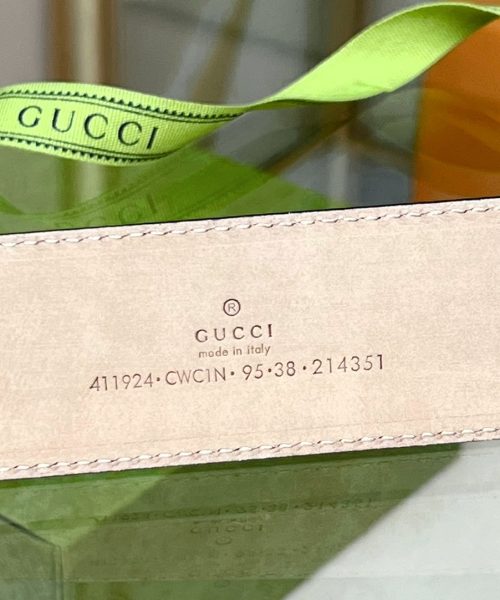 GUCCI
®
GUCCI
made in italy
411924·CWC1N·95·38·214351